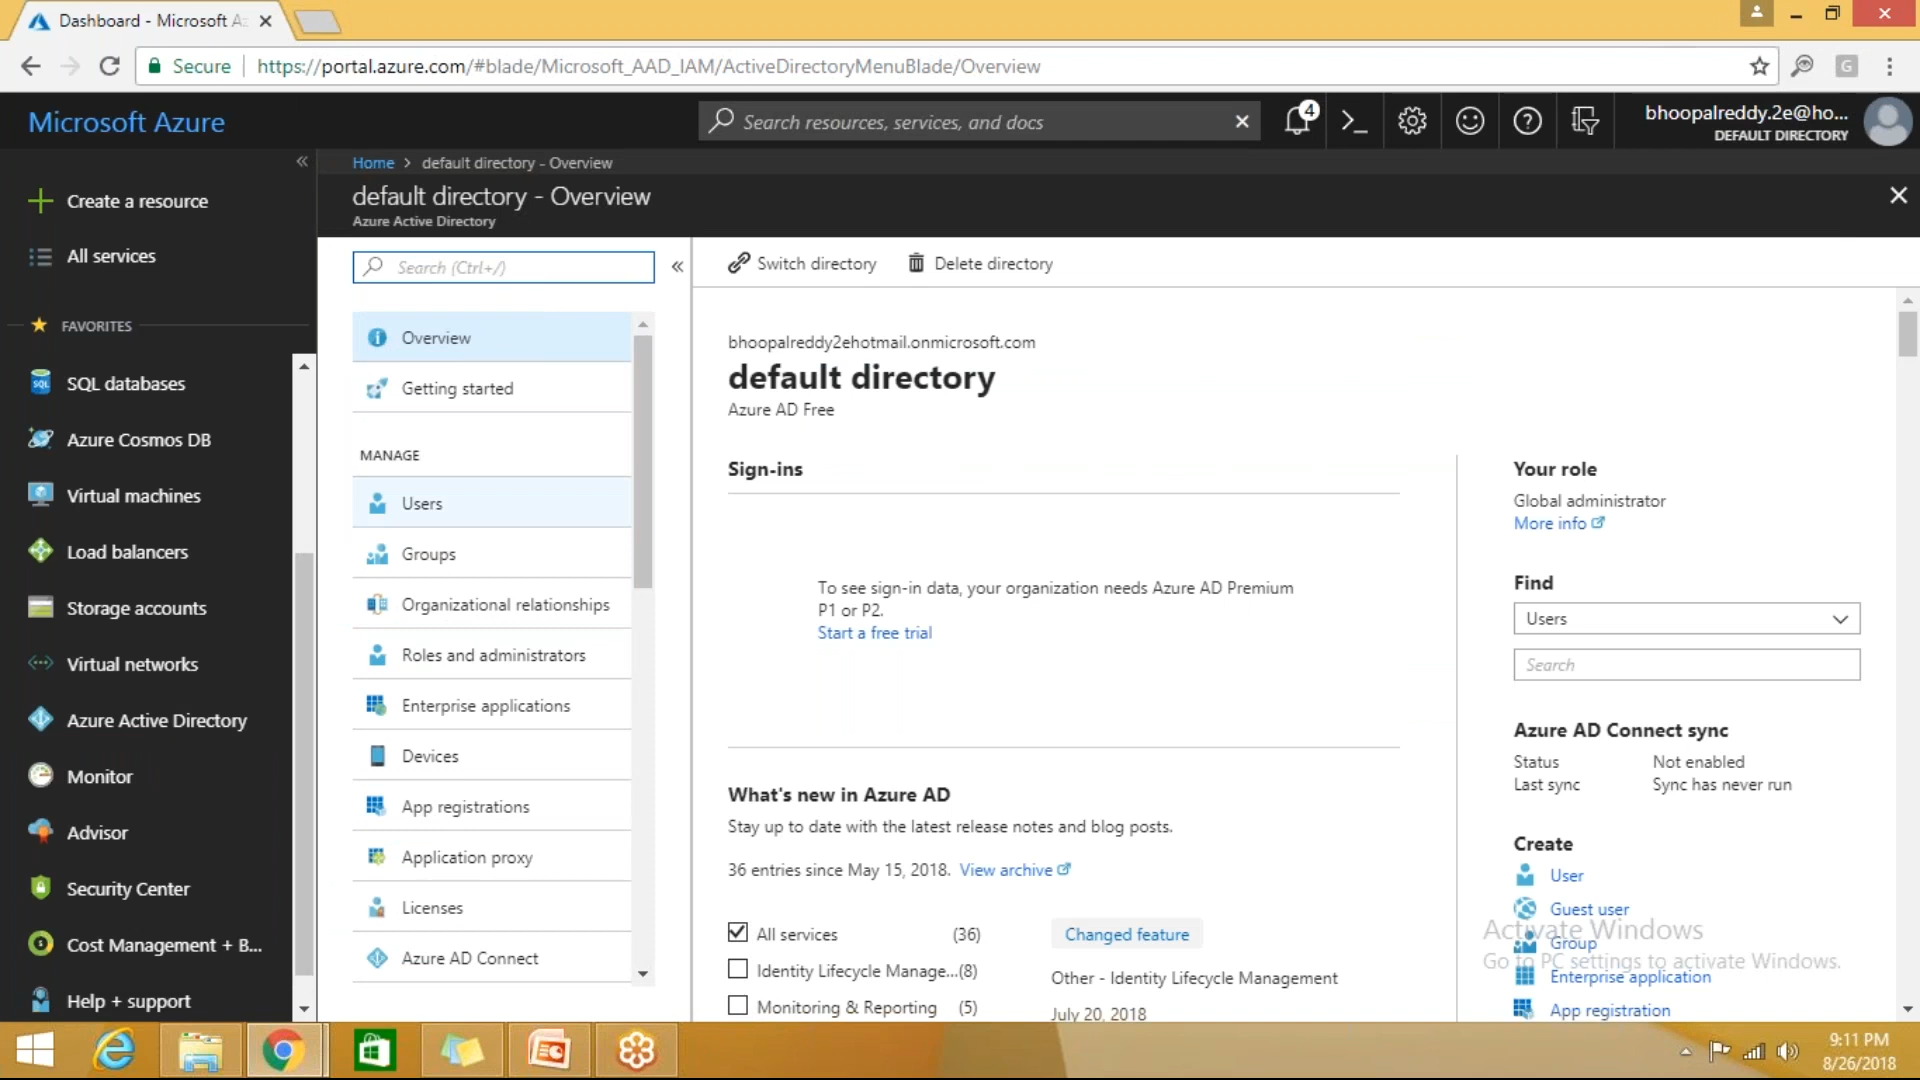 Dashboard - Microsoft Az
Secure
https://portal.azure.com/#blade/Microsoft_AAD_IAM/ActiveDirectoryMenuBlade/Overview
G
Microsoft Azure
Search resources, services, and docs
4
bhoopalreddy.2e@ho...
DEFAULT DIRECTORY
Create a resource
All services
FAVORITES
SQL databases
Azure Cosmos DB
Virtual machines
Load balancers
Storage accounts
Virtual networks
Azure Active Directory
Monitor
Advisor
Security Center
Cost Management + B...
Help + support
Home > default directory - Overview
default directory - Overview
Azure Active Directory
Search (Ctrl+/)
Overview
Getting started
MANAGE
Users
Groups
Organizational relationships
Roles and administrators
Enterprise applications
Devices
App registrations
Application proxy
Licenses
Azure AD Connect
Switch directory
Delete directory
bhoopalreddy2ehotmail.onmicrosoft.com
default directory
Azure AD Free
Sign-ins
To see sign-in data, your organization needs Azure AD Premium
P1 or P2.
Start a free trial
What's new in Azure AD
Stay up to date with the latest release notes and blog posts.
36 entries since May 15, 2018. View archive
All services (36)
Identity Lifecycle Manage...(8)
Monitoring & Reporting (5)
Changed feature
Other - Identity Lifecycle Management
July 20, 2018
Your role
Global administrator
More info
Find
Users
Search
Azure AD Connect sync
Status Not enabled
Last sync Sync has never run
Create
User
Guest user
Group
Enterprise application
App registration
Activate Windows
Go to PC settings to activate Windows.
9:11 PM
8/26/2018